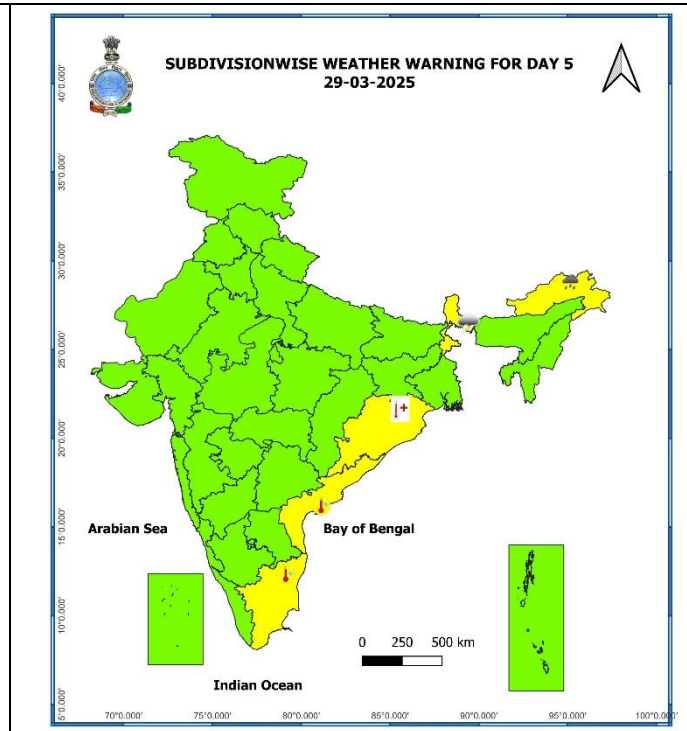 SUBDIVISIONWISE WEATHER WARNING FOR DAY 5
29-03-2025
40°0.000'
35°0.000'
30°0.000'
25°0.000'
20°0.000'
15°0.000'
10°0.000'
5°0.000'
Arabian Sea
Bay of Bengal
0 250 500 km
Indian Ocean
70°0.000' 75°0.000' 80°0.000' 85°0.000' 90°0.000' 95°0.000' 100°0.000'